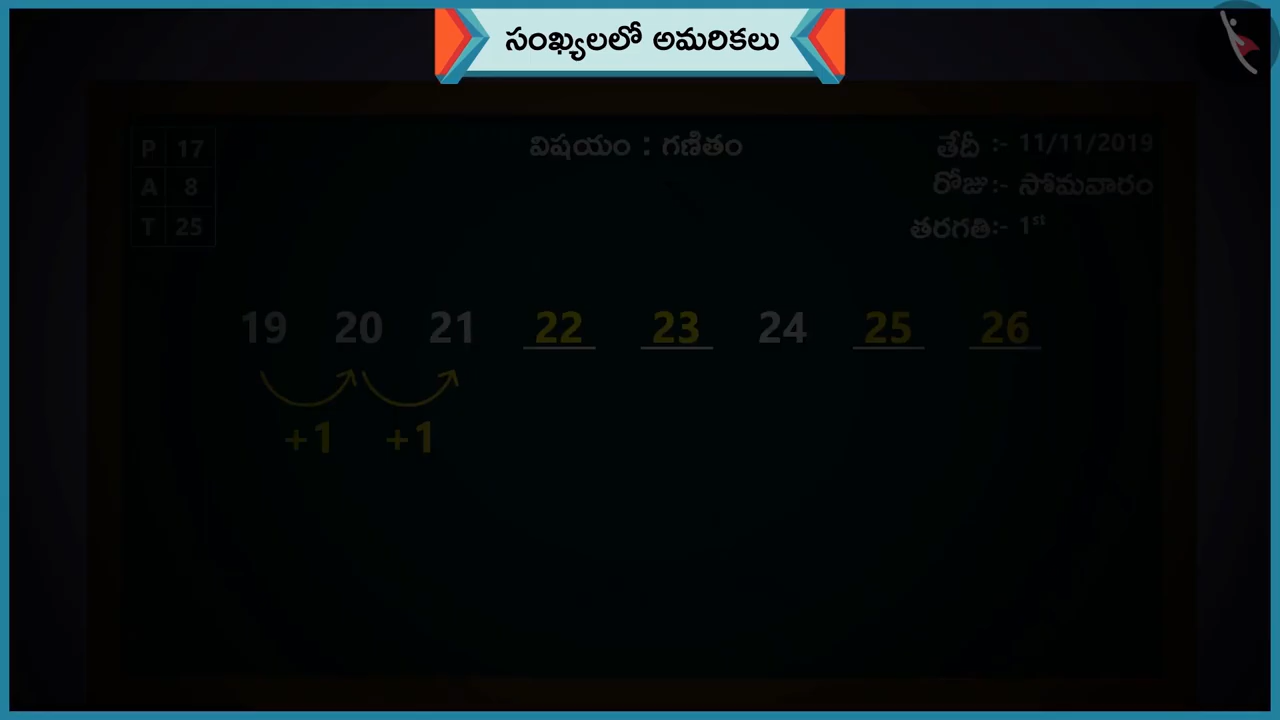 సంఖ్యలలో అమరికలు
P 17
A 8
T 25
విషయం : గణితం
తేదీ :- 11/11/2019
రోజు:- సోమవారం
తరగతి:- 1st
19 20 21 22 23 24 25 26
+1 +1